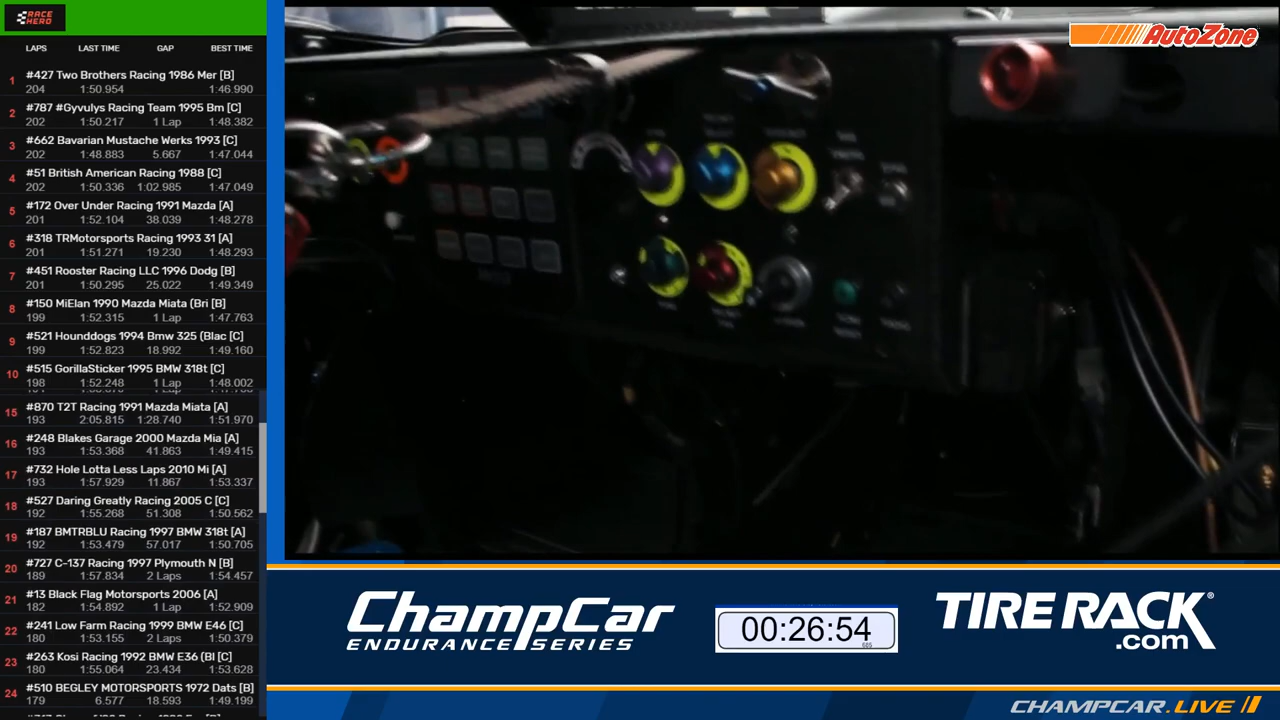 RACE
HERO
LAPS LAST TIME GAP BEST TIME
1 #427 Two Brothers Racing 1986 Mer [B]
204 1:50.954 1:46.990
2 #787 #Gyvulys Racing Team 1995 Bm [C]
202 1:50.217 1 Lap 1:48.382
3 #662 Bavarian Mustache Werks 1993 [C]
202 1:48.883 5.667 1:47.044
4 #51 British American Racing 1988 [C]
202 1:50.336 1:02.985 1:47.049
5 #172 Over Under Racing 1991 Mazda [A]
201 1:52.104 38.039 1:48.278
6 #318 TRMotorsports Racing 1993 31 [A]
201 1:51.271 19.230 1:48.293
7 #451 Rooster Racing LLC 1996 Dodg [B]
201 1:50.295 25.022 1:49.349
8 #150 MiElan 1990 Mazda Miata (Bri [B]
199 1:52.315 1 Lap 1:47.763
9 #521 Hounddogs 1994 Bmw 325 (Blac [C]
199 1:52.823 18.992 1:49.160
10 #515 GorillaSticker 1995 BMW 318t [C]
198 1:52.248 1 Lap 1:48.002
15 #870 T2T Racing 1991 Mazda Miata [A]
193 2:05.815 1:28.740 1:51.970
16 #248 Blakes Garage 2000 Mazda Mia [A]
193 1:53.368 41.863 1:49.415
17 #732 Hole Lotta Less Laps 2010 Mi [A]
193 1:57.929 11.867 1:53.337
18 #527 Daring Greatly Racing 2005 C [C]
192 1:55.268 51.308 1:50.562
19 #187 BMTRBLU Racing 1997 BMW 318t [A]
192 1:53.479 57.017 1:50.705
20 #727 C-137 Racing 1997 Plymouth N [B]
189 1:57.834 2 Laps 1:54.457
21 #13 Black Flag Motorsports 2006 [A]
182 1:54.892 1 Lap 1:52.909
22 #241 Low Farm Racing 1999 BMW E46 [C]
180 1:53.155 2 Laps 1:50.379
23 #263 Kosi Racing 1992 BMW E36 (Bl [C]
180 1:55.064 23.434 1:53.628
24 #510 BEGLEY MOTORSPORTS 1972 Dats [B]
179 6.577 18.593 1:49.199
AutoZone
ChampCar
ENDURANCE SERIES
00:26:54
TIRE RACK®
.com
CHAMPCAR.LIVE